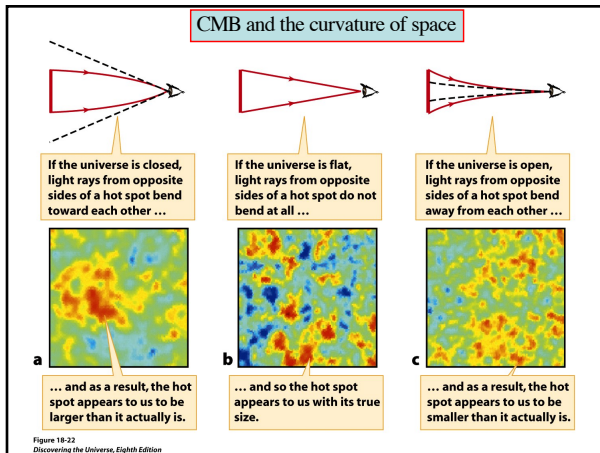 CMB and the curvature of space
If the universe is closed,
light rays from opposite
sides of a hot spot bend
toward each other ...
If the universe is flat,
light rays from opposite
sides of a hot spot do not
bend at all ...
If the universe is open,
light rays from opposite
sides of a hot spot bend
away from each other ...
a
b
c
... and as a result, the hot
spot appears to us to be
larger than it actually is.
... and so the hot spot
appears to us with its true
size.
... and as a result, the hot
spot appears to us to be
smaller than it actually is.
Figure 18-22
Discovering the Universe, Eighth Edition